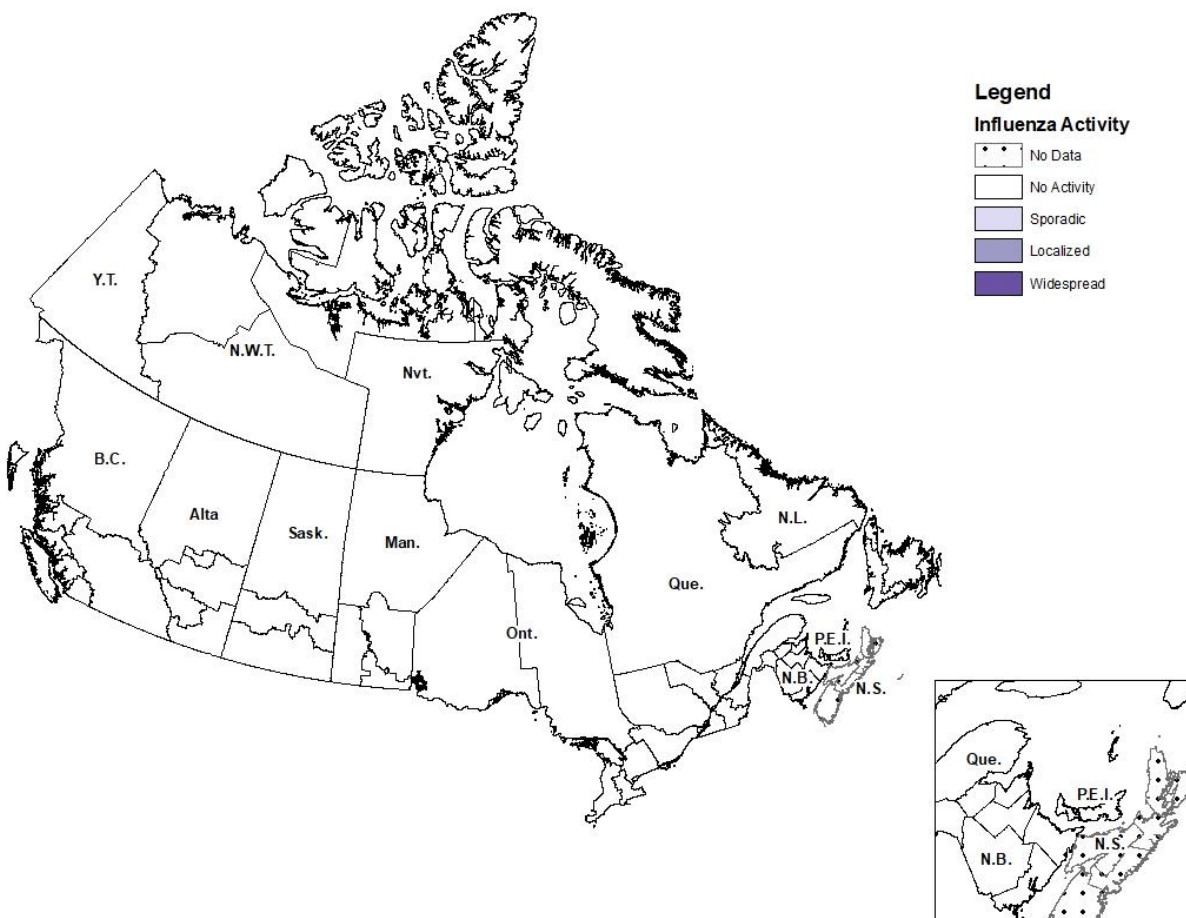 Legend
Influenza Activity
No Data
No Activity
Sporadic
Localized
Widespread
Y.T.
N.W.T.
Nvt.
B.C.
Alta
Sask.
Man.
N.L.
Que.
Ont.
P.E.I.
N.B.
N.S.
Que.
P.E.I.
N.S.
N.B.